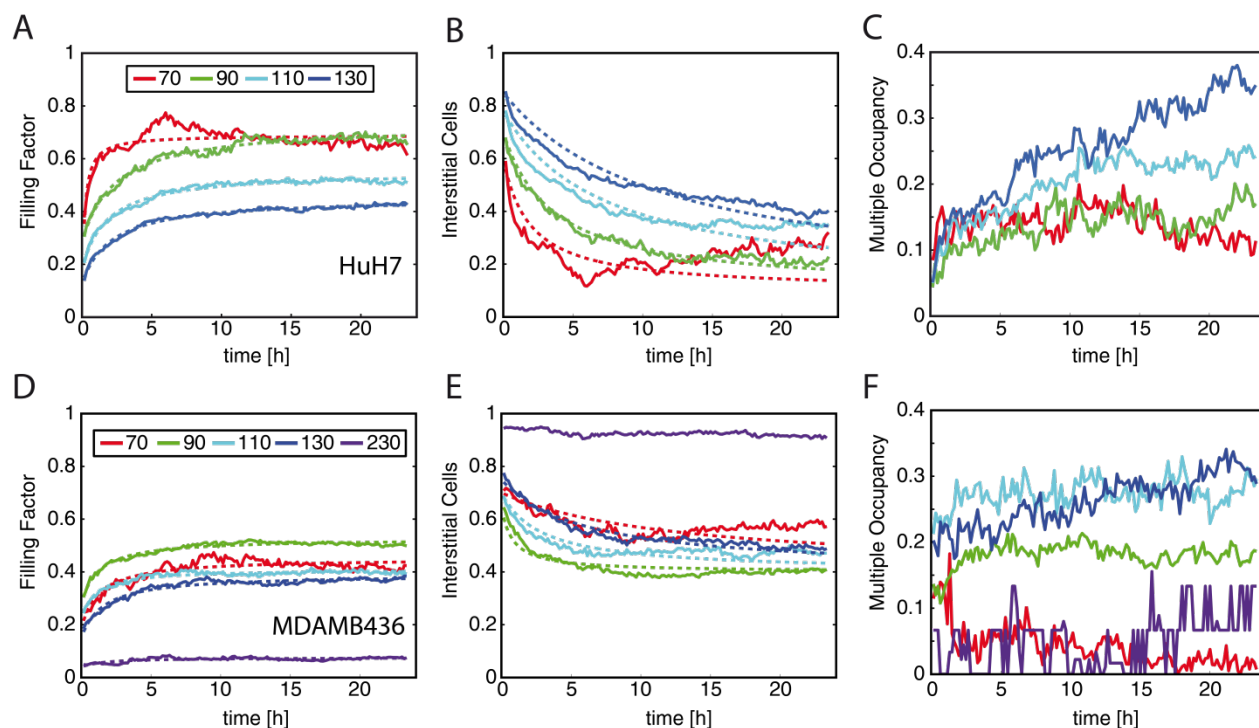 A
B
C
Filling Factor
1
0.8
0.6
0.4
0.2
0
70 90 110 130
HuH7
0 5 10 15 20
time [h]
Interstitial Cells
1
0.8
0.6
0.4
0.2
0
0 5 10 15 20
time [h]
Multiple Occupancy
0.4
0.3
0.2
0.1
0
0 5 10 15 20
time [h]
D
E
F
Filling Factor
1
0.8
0.6
0.4
0.2
0
70 90 110 130 230
MDAMB436
0 5 10 15 20
time [h]
Interstitial Cells
1
0.8
0.6
0.4
0.2
0
0 5 10 15 20
time [h]
Multiple Occupancy
0.4
0.3
0.2
0.1
0
0 5 10 15 20
time [h]